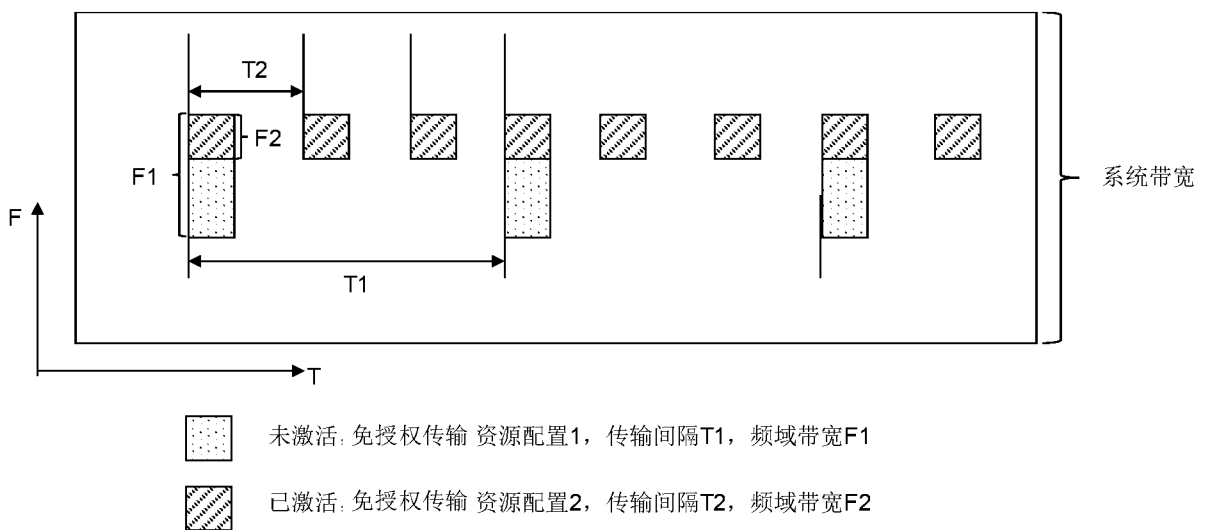 T2
F2
F1
系统带宽
F
T1
T
未激活:免授权传输 资源配置1，传输间隔T1，频域带宽F1
已激活:免授权传输 资源配置2，传输间隔T2，频域带宽F2